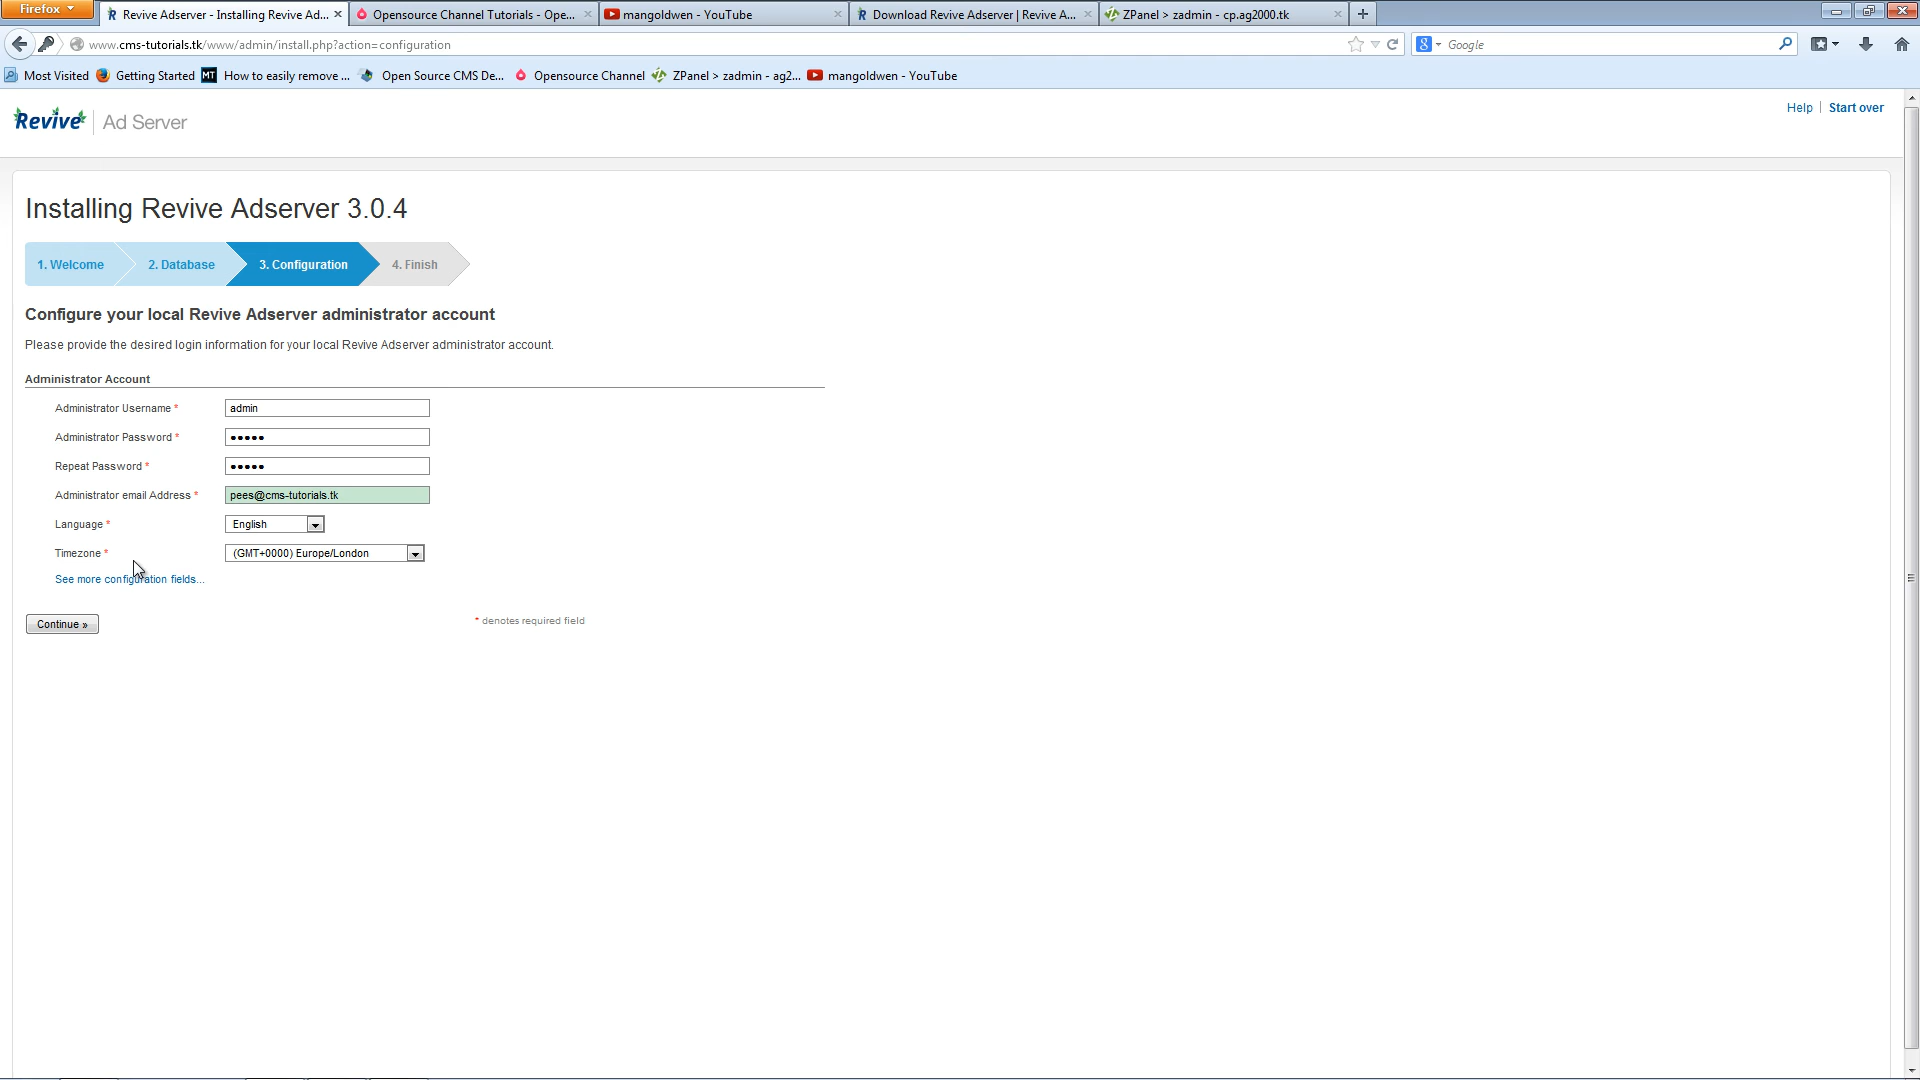 Firefox
Revive Adserver - Installing Revive Ad...
Opensource Channel Tutorials - Ope...
mangoldwen - YouTube
Download Revive Adserver | Revive A...
ZPanel > zadmin - cp.ag2000.tk
www.cms-tutorials.tk/www/admin/install.php?action=configuration
Google
Most Visited
Getting Started
How to easily remove ...
Open Source CMS De...
Opensource Channel
ZPanel > zadmin - ag2...
mangoldwen - YouTube
Revive Ad Server
Help | Start over
Installing Revive Adserver 3.0.4
1. Welcome
2. Database
3. Configuration
4. Finish
Configure your local Revive Adserver administrator account
Please provide the desired login information for your local Revive Adserver administrator account.
Administrator Account
Administrator Username * admin
Administrator Password * •••••
Repeat Password * •••••
Administrator email Address * pees@cms-tutorials.tk
Language * English
Timezone * (GMT+0000) Europe/London
See more configuration fields...
Continue »
* denotes required field